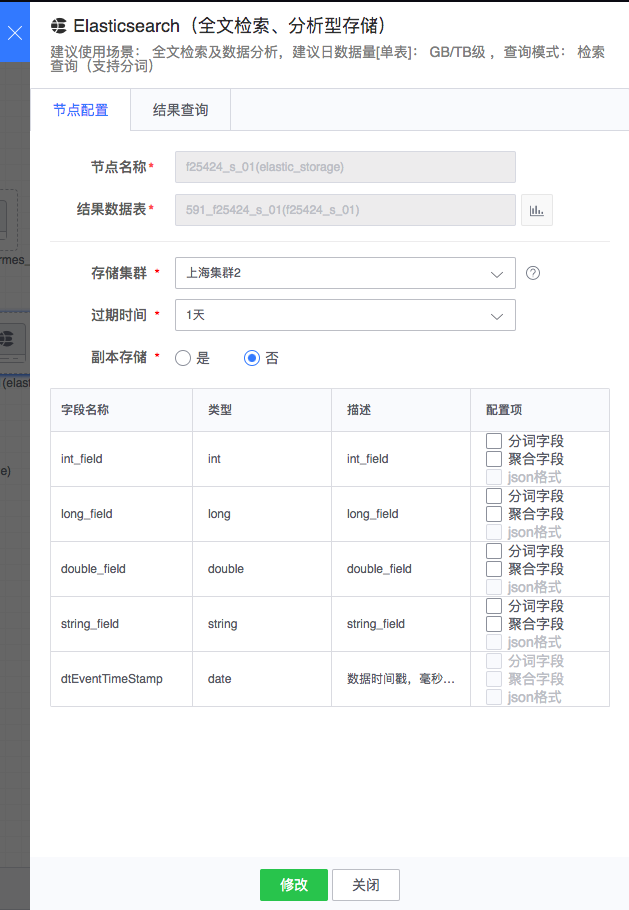 Elasticsearch（全文检索、分析型存储）
建议使用场景： 全文检索及数据分析，建议日数据量[单表]： GB/TB级 ，查询模式： 检索
查询（支持分词）
节点配置 结果查询
节点名称* f25424_s_01(elastic_storage)
结果数据表* 591_f25424_s_01(f25424_s_01)
rmes_
存储集群 * 上海集群2
过期时间 * 1天
副本存储 * 是 否
(elast
字段名称 类型 描述 配置项
int_field int int_field 分词字段
聚合字段
json格式
e)
long_field long long_field 分词字段
聚合字段
json格式
double_field double double_field 分词字段
聚合字段
json格式
string_field string string_field 分词字段
聚合字段
json格式
dtEventTimeStamp date 数据时间戳，毫秒... 分词字段
聚合字段
json格式
修改 关闭